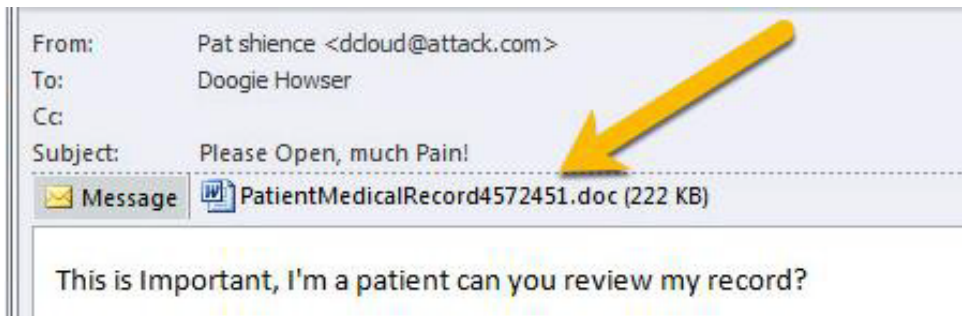 From: Pat shience <dcloud@attack.com>
To: Doogie Howser
Cc:
Subject: Please Open, much Pain!
Message PatientMedicalRecord4572451.doc (222 KB)
This is Important, I'm a patient can you review my record?